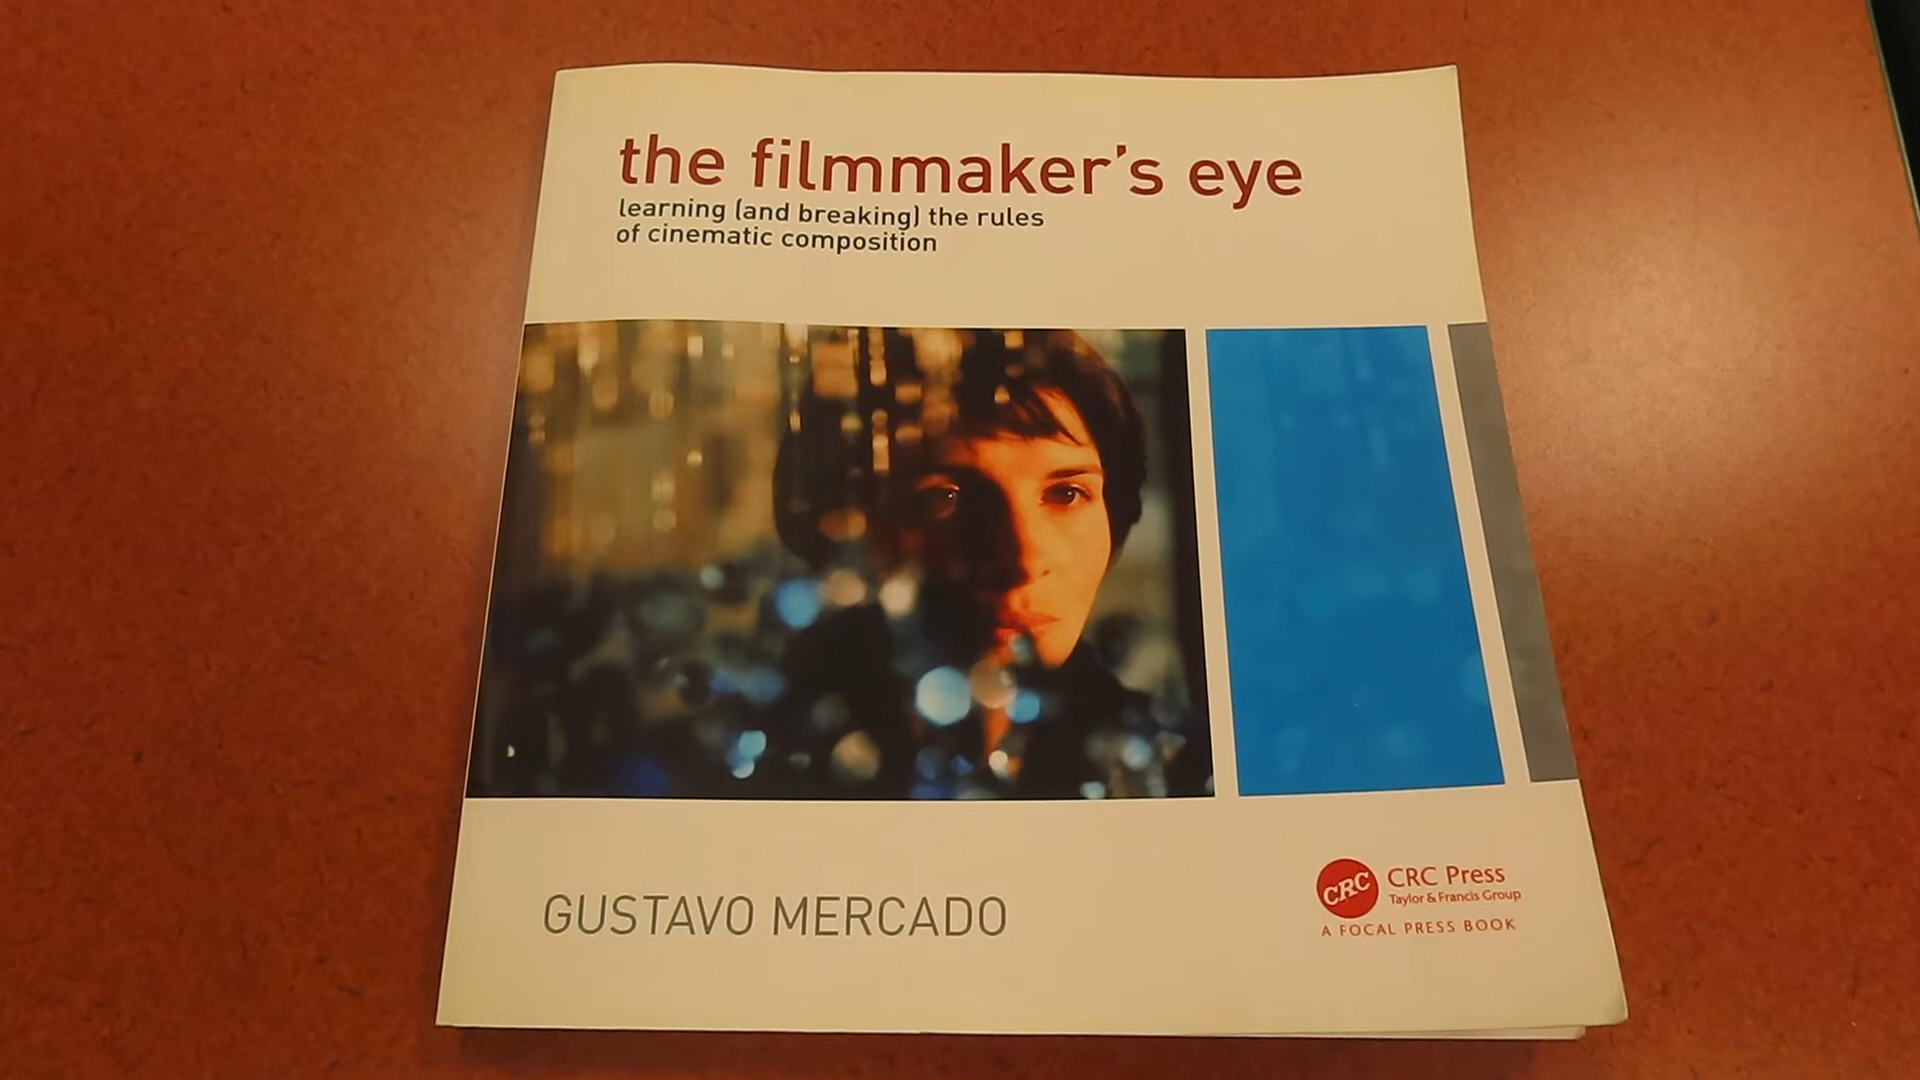 the filmmaker's eye
learning (and breaking) the rules
of cinematic composition
GUSTAVO MERCADO
CRC
CRC Press
Taylor & Francis Group
A FOCAL PRESS BOOK